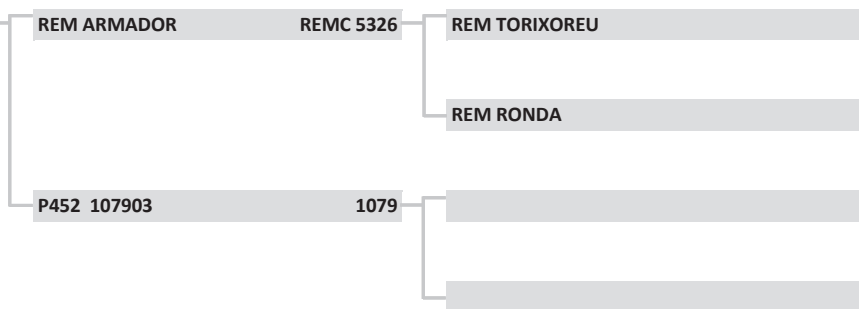 REM ARMADOR REMC 5326
REM TORIXOREU
REM RONDA
P452 107903 1079